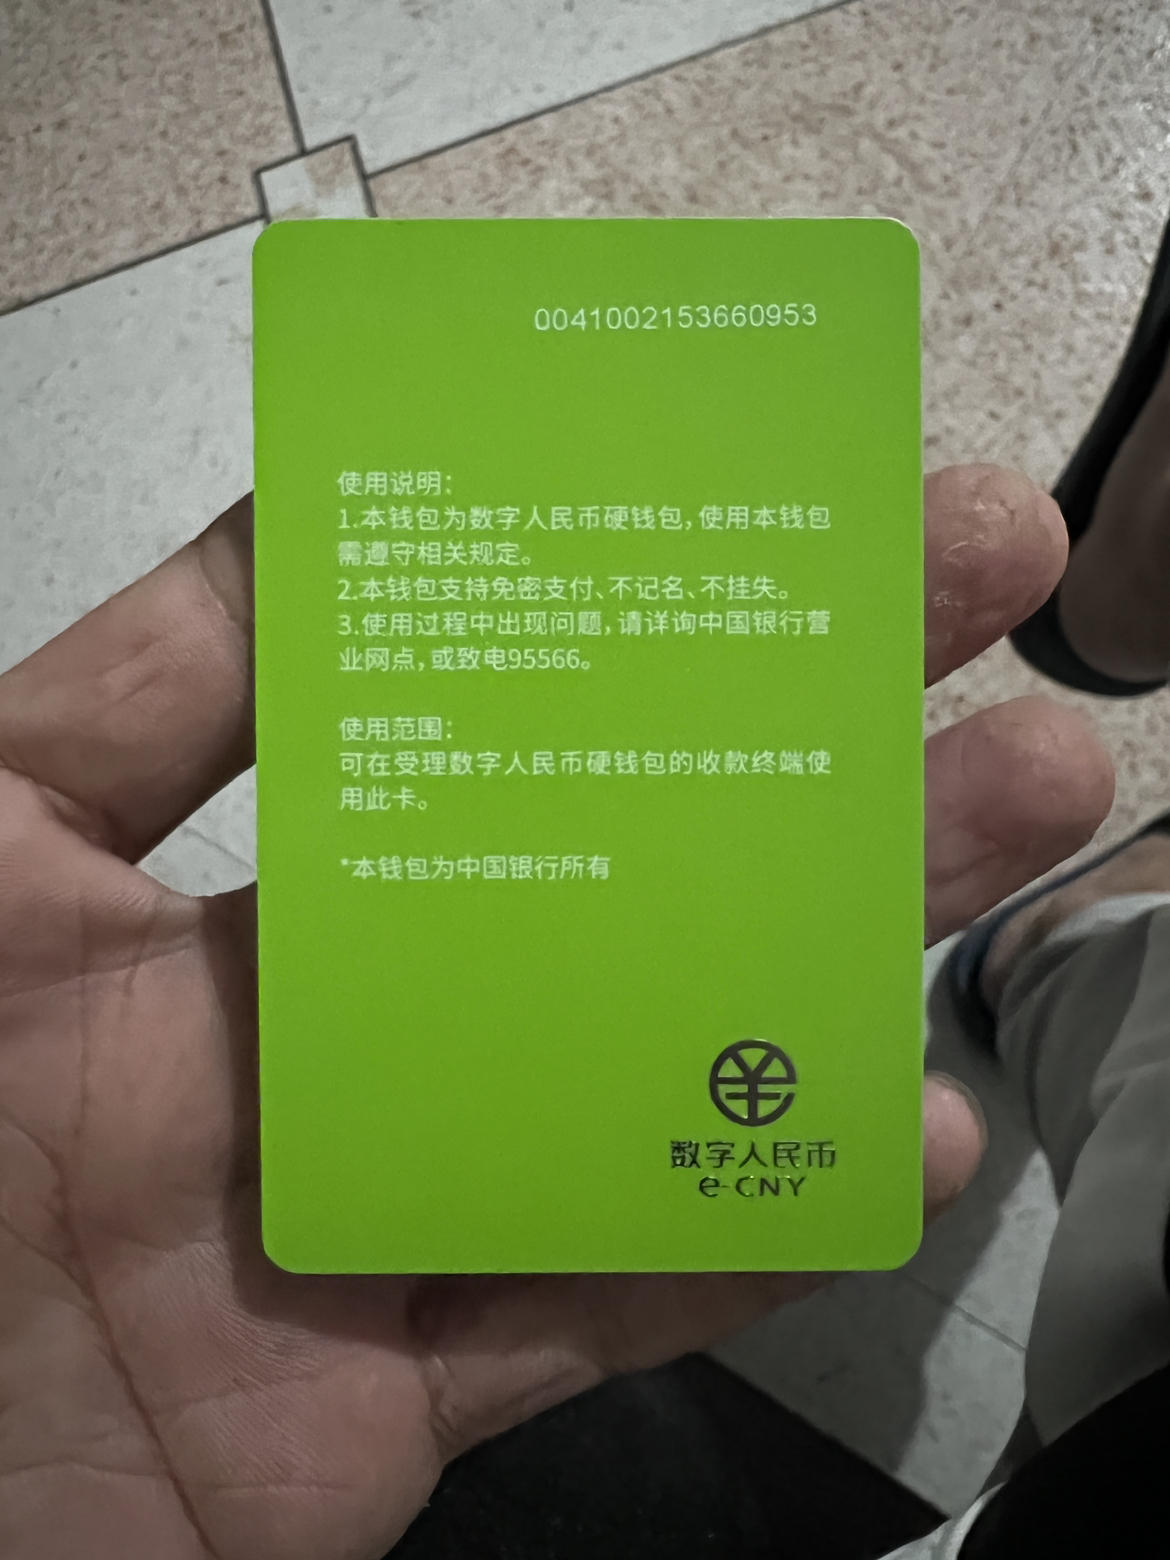 0041002153660953
使用说明：
1.本钱包为数字人民币硬钱包，使用本钱包
需遵守相关规定。
2.本钱包支持免密支付、不记名、不挂失。
3.使用过程中出现问题，请详询中国银行营
业网点，或致电95566。
使用范围：
可在受理数字人民币硬钱包的收款终端使
用此卡。
*本钱包为中国银行所有
数字人民币
e-CNY